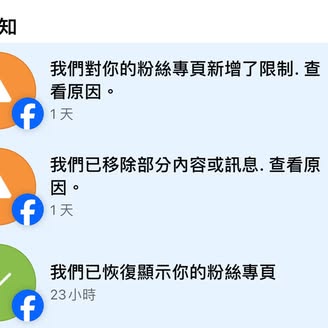 知
我們對你的粉絲專頁新增了限制. 查
看原因。
1 天
我們已移除部分內容或訊息. 查看原
因。
1 天
我們已恢復顯示你的粉絲專頁
23 小時